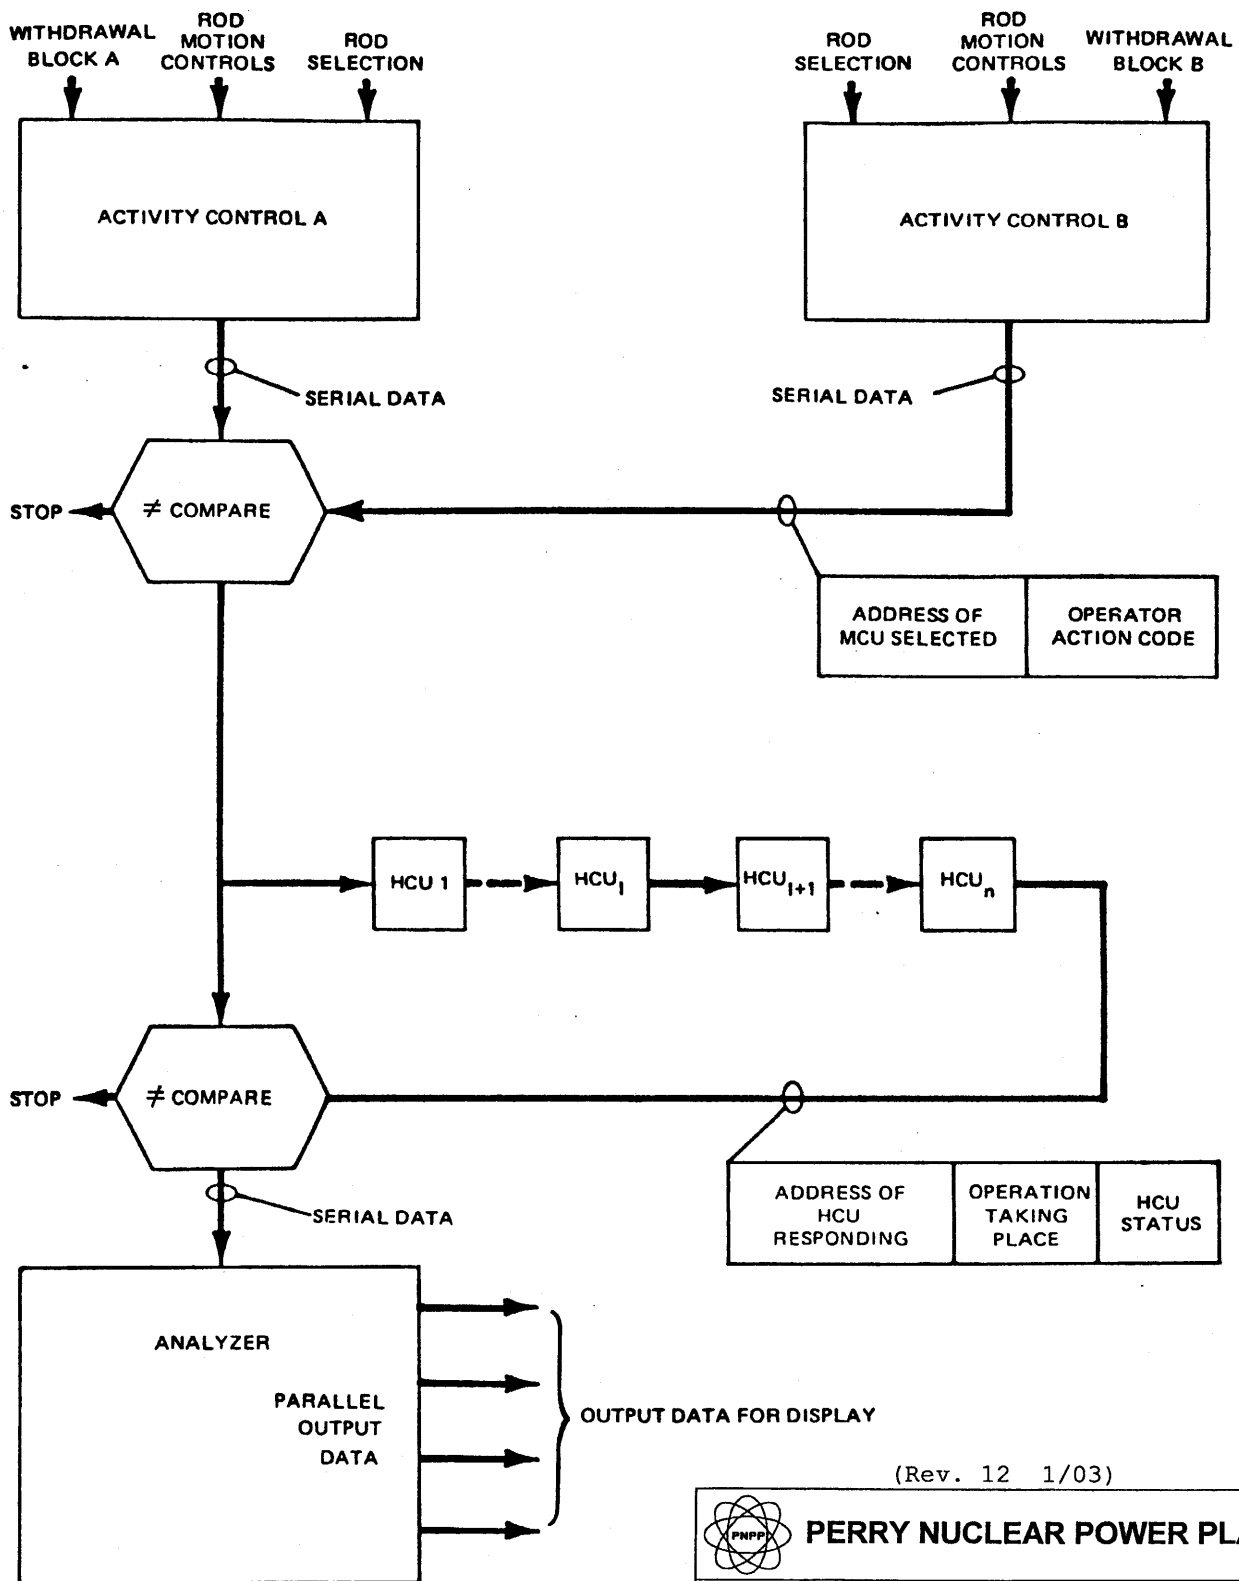 WITHDRAWAL
BLOCK A
ROD
MOTION
CONTROLS
ROD
SELECTION
ROD
SELECTION
ROD
MOTION
CONTROLS
WITHDRAWAL
BLOCK B
ACTIVITY CONTROL A
ACTIVITY CONTROL B
SERIAL DATA
SERIAL DATA
STOP
≠ COMPARE
ADDRESS OF
MCU SELECTED
OPERATOR
ACTION CODE
HCU 1
HCU I
HCU I+1
HCU n
STOP
≠ COMPARE
ADDRESS OF
HCU
RESPONDING
OPERATION
TAKING
PLACE
HCU
STATUS
SERIAL DATA
ANALYZER
PARALLEL
OUTPUT
DATA
OUTPUT DATA FOR DISPLAY
(Rev. 12 1/03)
PNPP
PERRY NUCLEAR POWER PLA